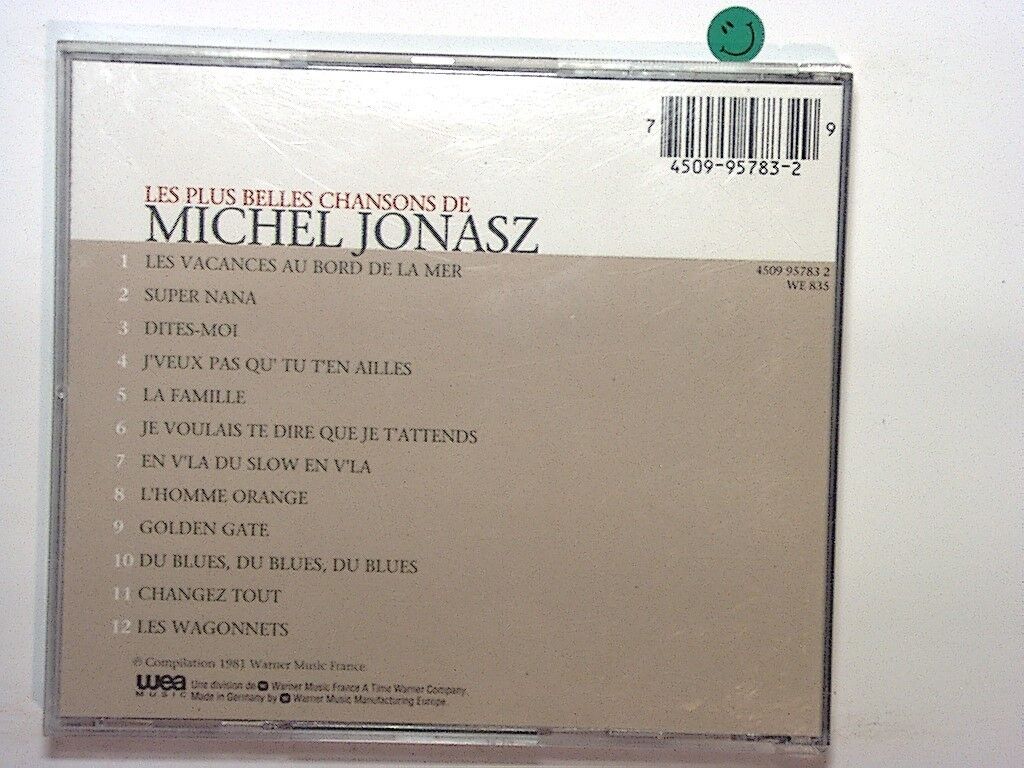 7 9
4509-95783-2
LES PLUS BELLES CHANSONS DE
MICHEL JONASZ
4509 95783 2
WE 835
1 LES VACANCES AU BORD DE LA MER
2 SUPER NANA
3 DITES-MOI
4 J'VEUX PAS QU' TU T'EN AILLES
5 LA FAMILLE
6 JE VOULAIS TE DIRE QUE JE T'ATTENDS
7 EN V'LA DU SLOW EN V'LA
8 L'HOMME ORANGE
9 GOLDEN GATE
10 DU BLUES, DU BLUES, DU BLUES
11 CHANGEZ TOUT
12 LES WAGONNETS
℗ Compilation 1981 Warner Music France
wea
MUSIC
Une division de Warner Music France A Time Warner Company.
Made in Germany by Warner Music Manufacturing Europe.